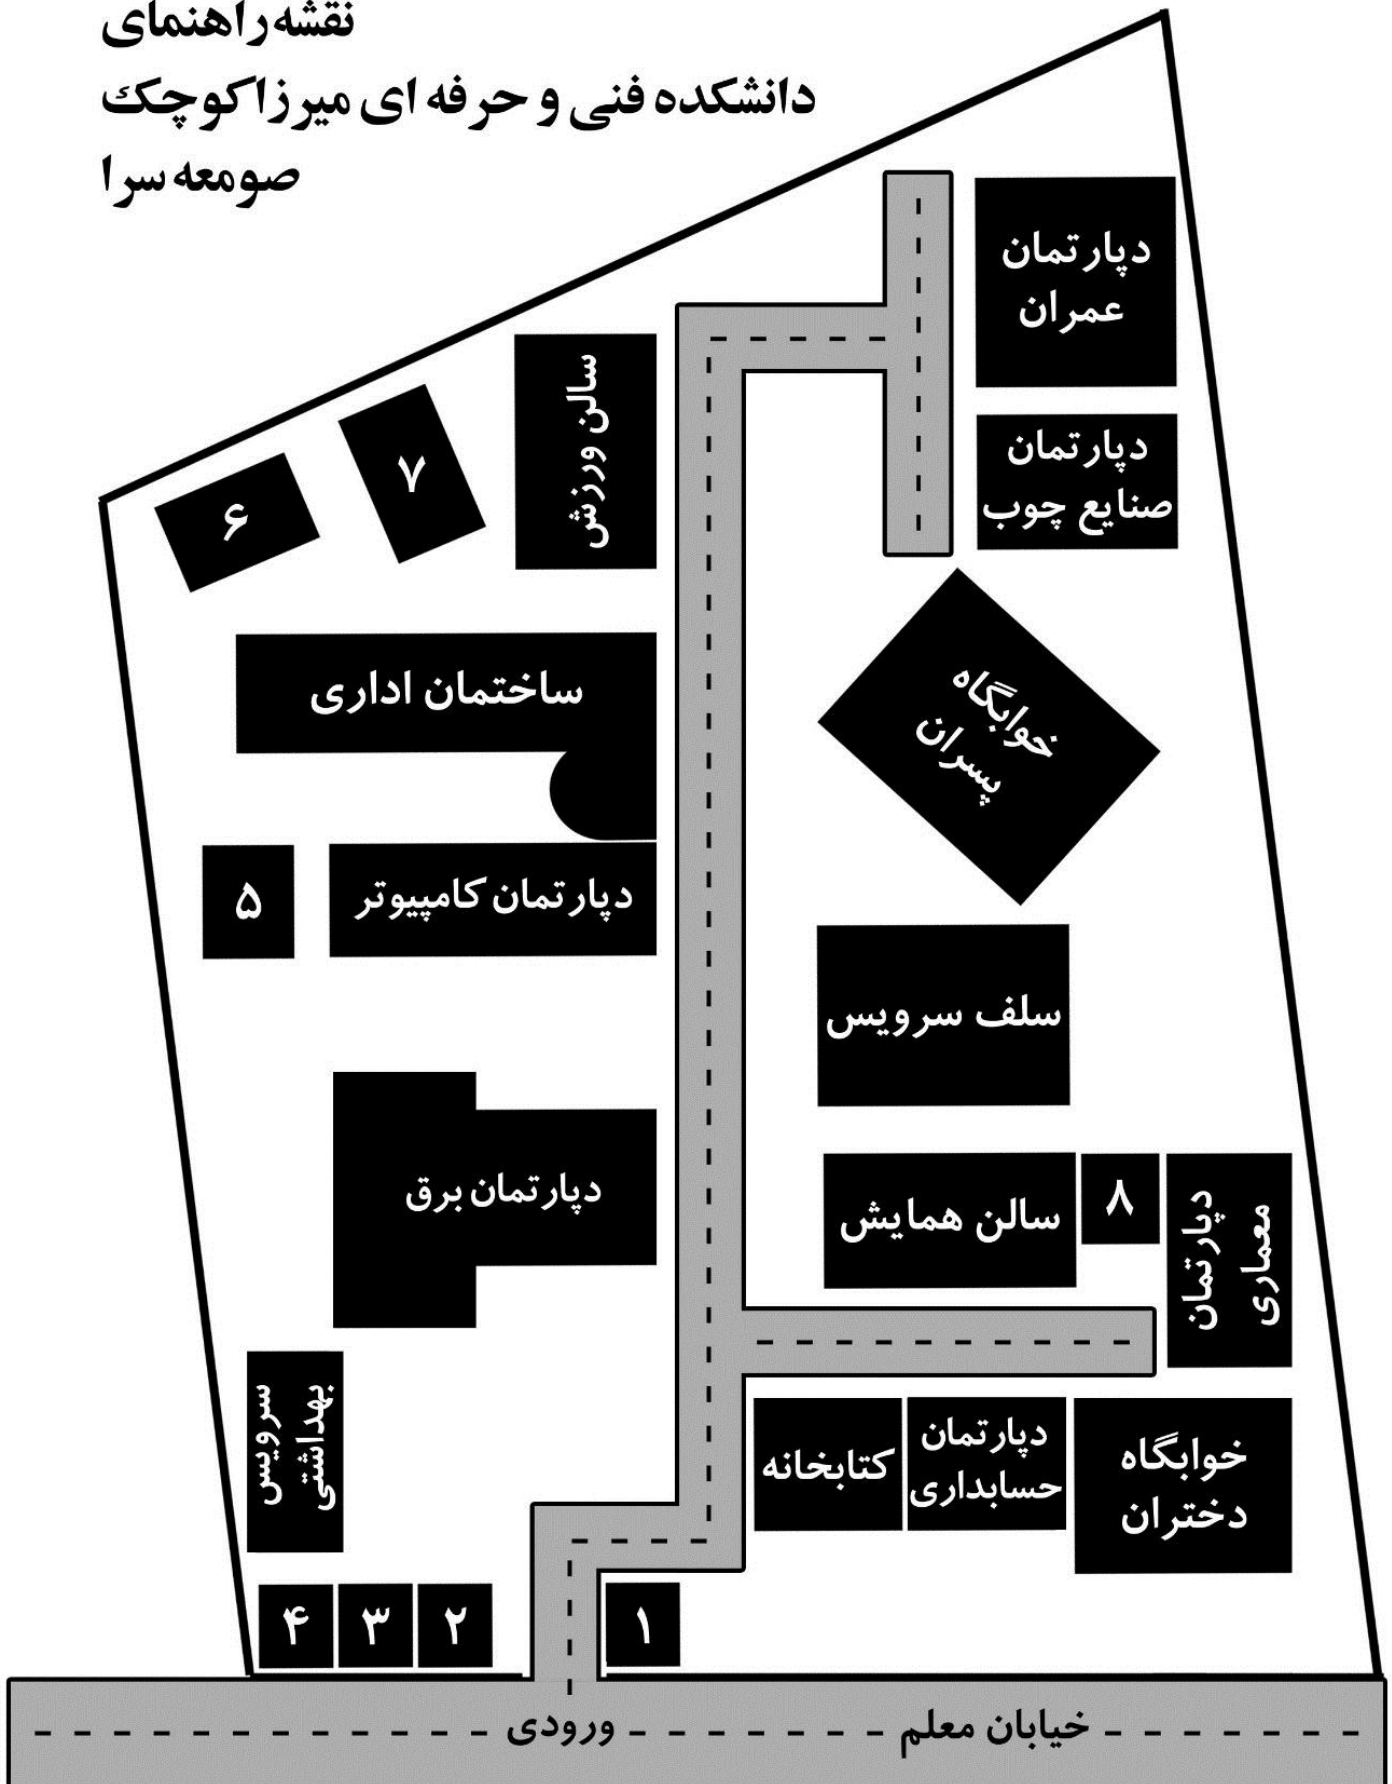 نقشه راهنمای
دانشکده فنی و حرفه ای میرزا کوچک
صومعه سرا
دپارتمان
عمران
دپارتمان
صنایع چوب
سالن ورزش
۷
۶
خوابگاه
پسران
ساختمان اداری
دپارتمان کامپیوتر
۵
سلف سرویس
دپارتمان برق
سالن همایش
۸
دپارتمان
معماری
سرویس
بهداشتی
کتابخانه
دپارتمان
حسابداری
خوابگاه
دختران
۱
۲
۳
۴
خیابان معلم
ورودی